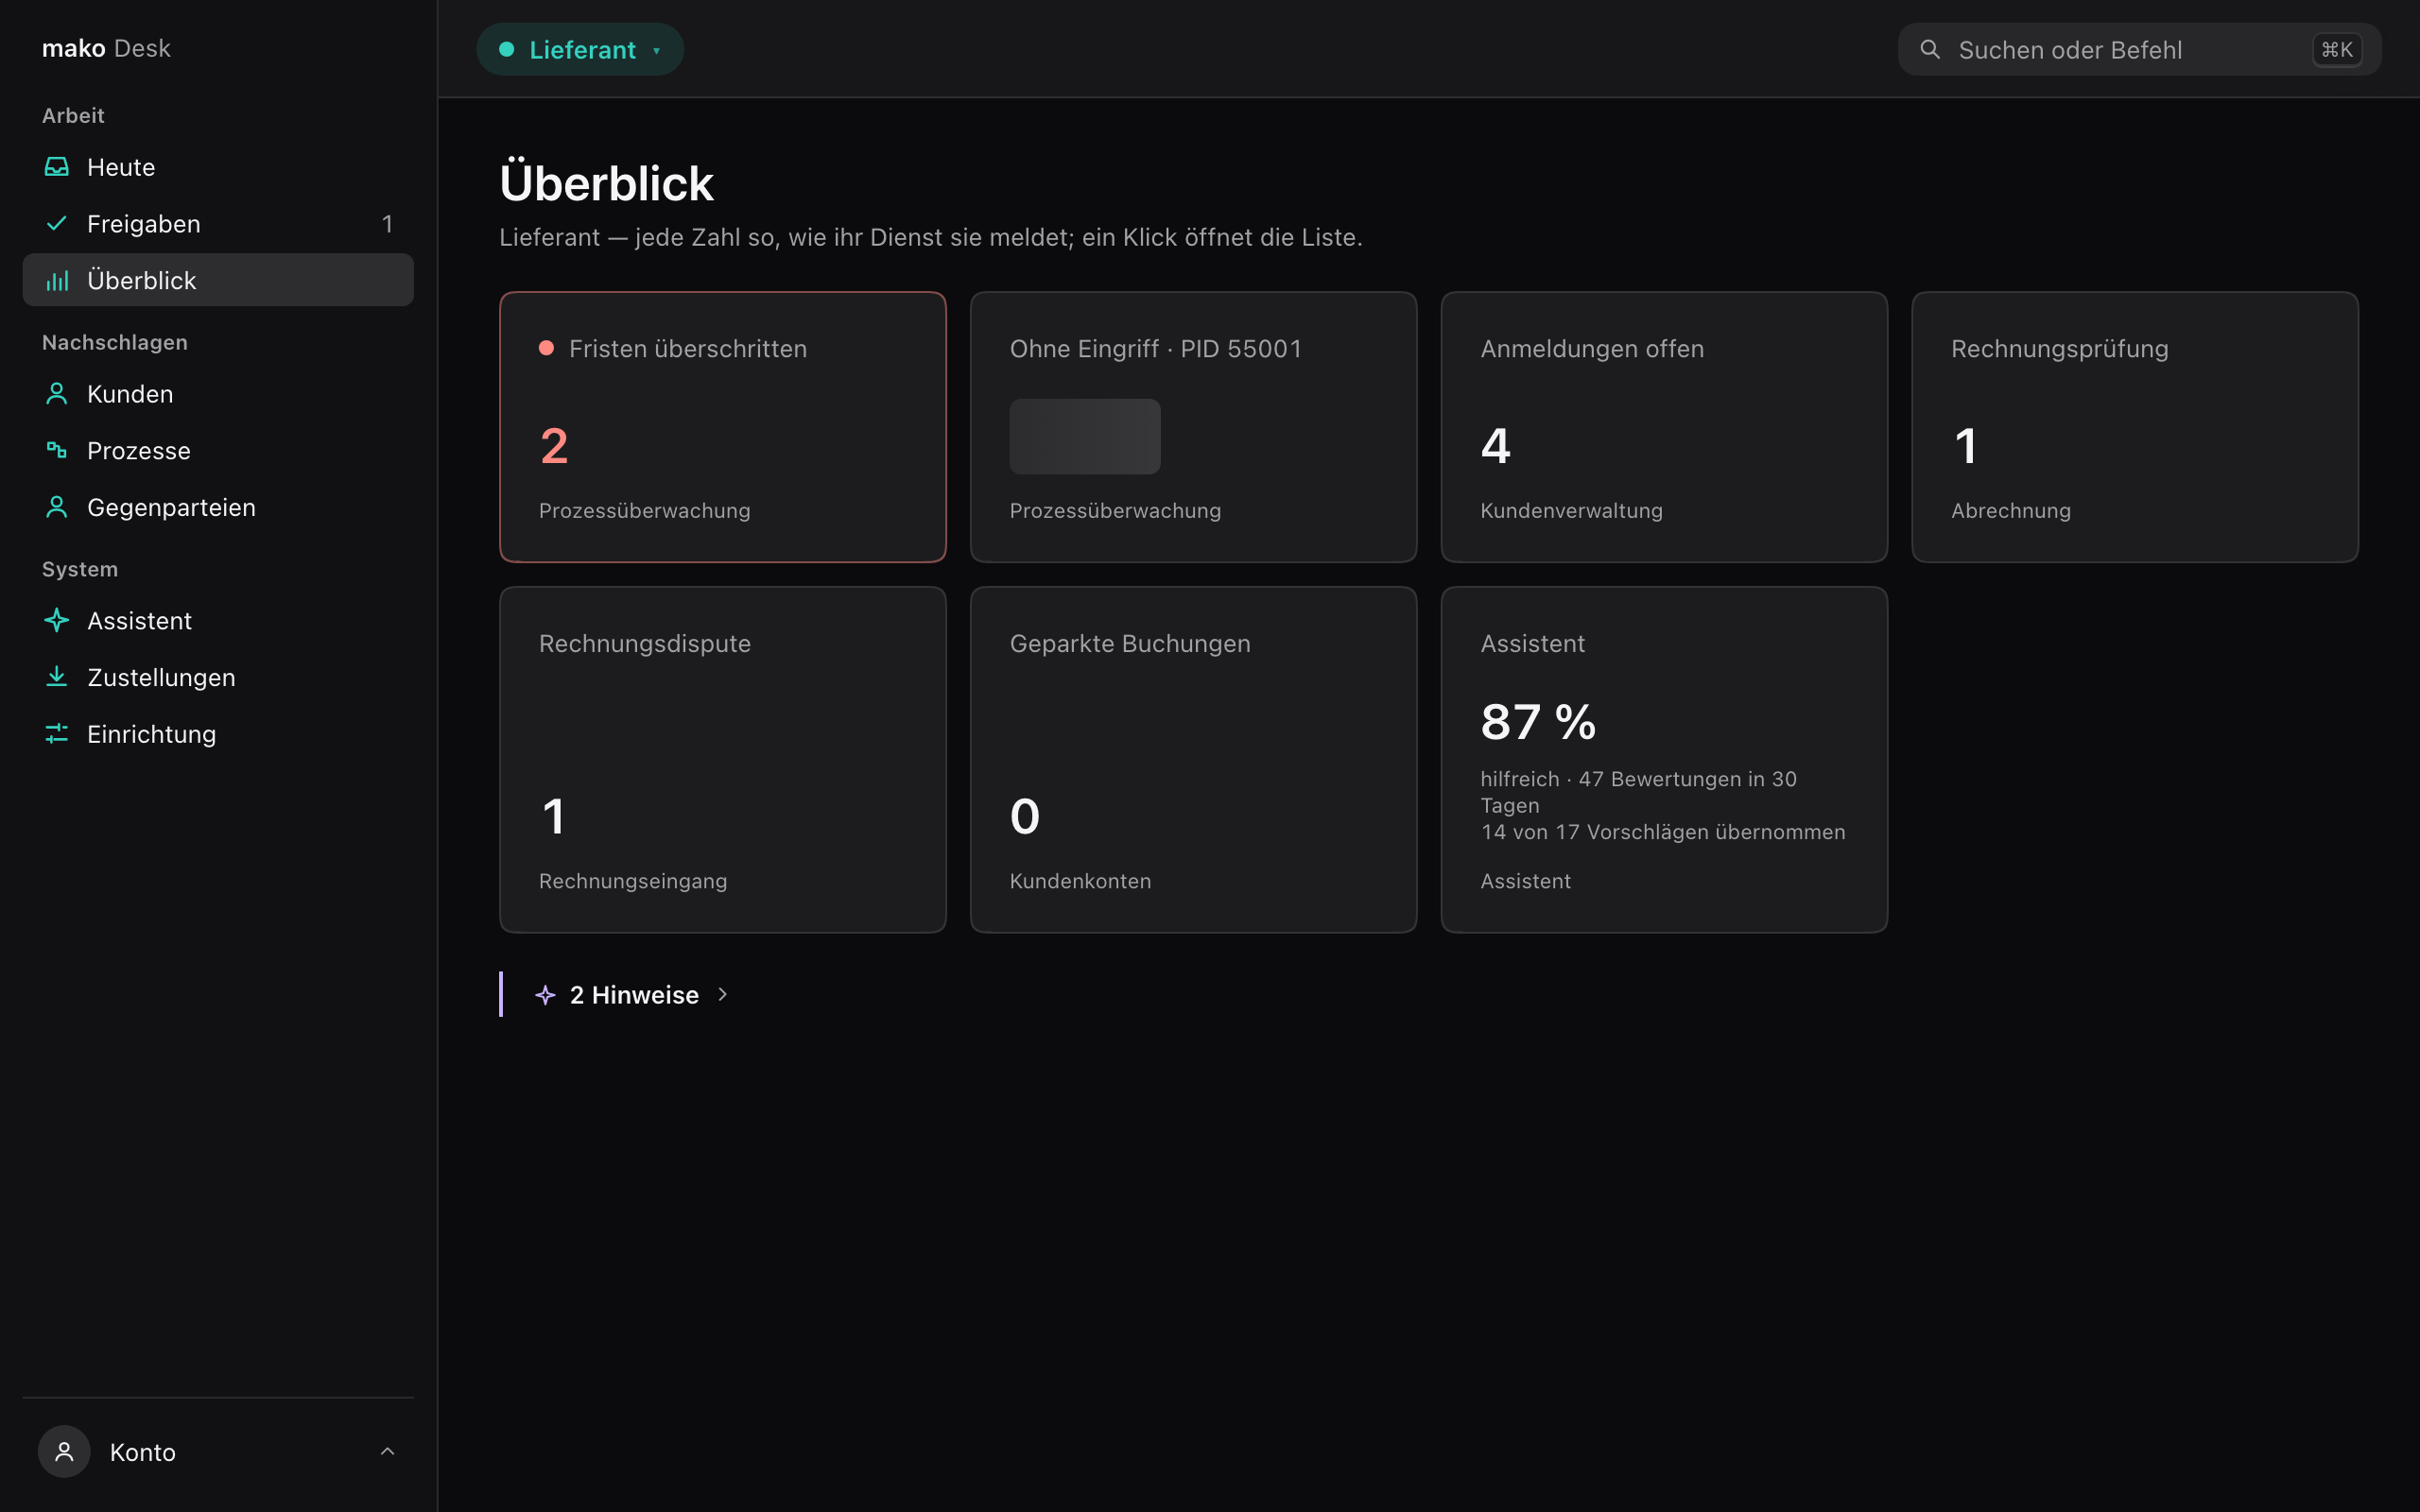 mako Desk
Arbeit
Heute
Freigaben 1
Überblick
Nachschlagen
Kunden
Prozesse
Gegenparteien
System
Assistent
Zustellungen
Einrichtung
Konto
Lieferant
Suchen oder Befehl ⌘K
Überblick
Lieferant — jede Zahl so, wie ihr Dienst sie meldet; ein Klick öffnet die Liste.
Fristen überschritten
2
Prozessüberwachung
Ohne Eingriff · PID 55001
Prozessüberwachung
Anmeldungen offen
4
Kundenverwaltung
Rechnungsprüfung
1
Abrechnung
Rechnungsdispute
1
Rechnungseingang
Geparkte Buchungen
0
Kundenkonten
Assistent
87 %
hilfreich · 47 Bewertungen in 30
Tagen
14 von 17 Vorschlägen übernommen
Assistent
2 Hinweise